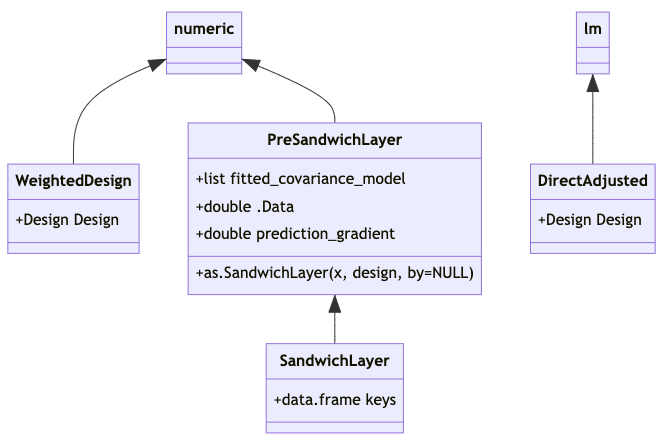 numeric
lm
PreSandwichLayer
+list fitted_covariance_model
+double .Data
+double prediction_gradient
+as.SandwichLayer(x, design, by=NULL)
WeightedDesign
+Design Design
DirectAdjusted
+Design Design
SandwichLayer
+data.frame keys